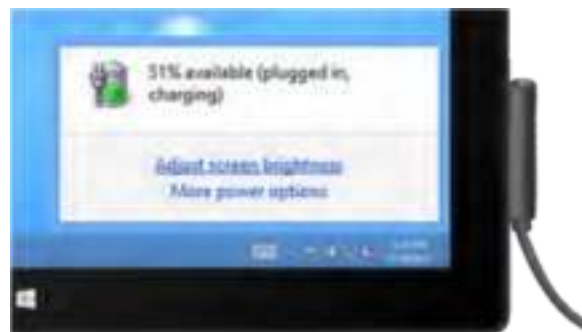 51% available (plugged in,
charging)
Adjust screen brightness
More power options